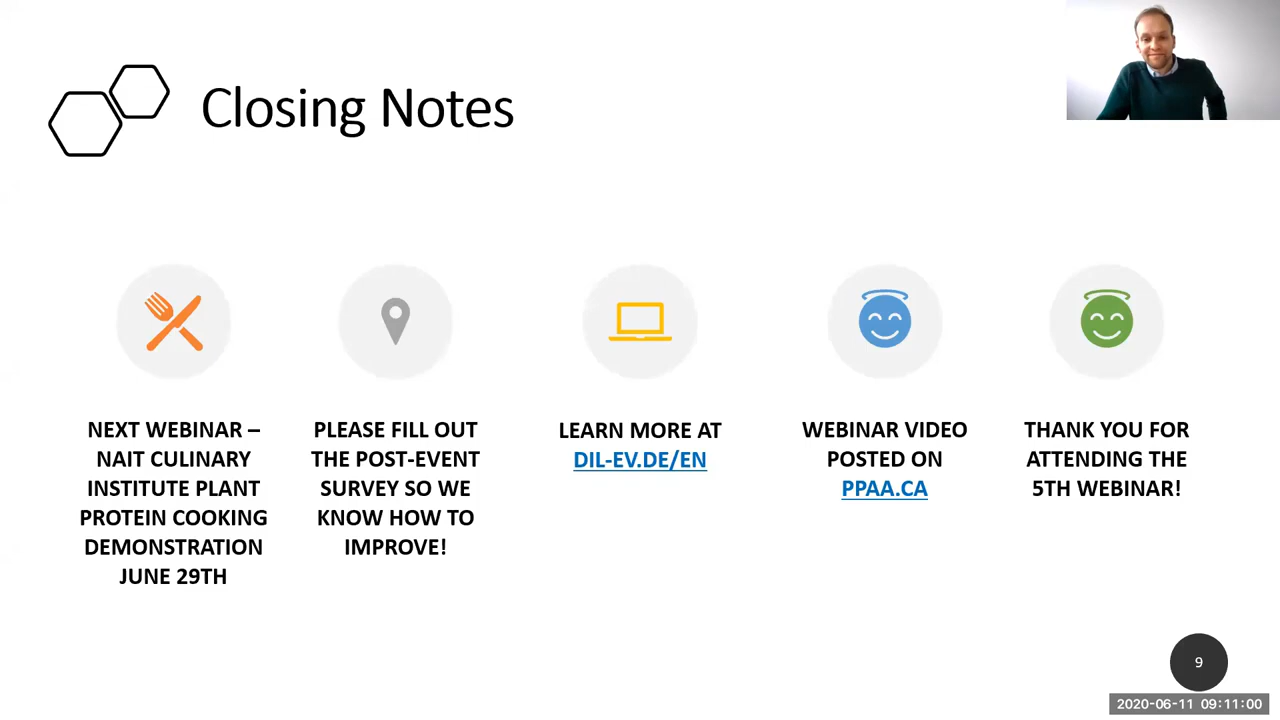 Closing Notes
NEXT WEBINAR –
NAIT CULINARY
INSTITUTE PLANT
PROTEIN COOKING
DEMONSTRATION
JUNE 29TH
PLEASE FILL OUT
THE POST-EVENT
SURVEY SO WE
KNOW HOW TO
IMPROVE!
LEARN MORE AT
DIL-EV.DE/EN
WEBINAR VIDEO
POSTED ON
PPAA.CA
THANK YOU FOR
ATTENDING THE
5TH WEBINAR!
9
2020-06-11 09:11:00